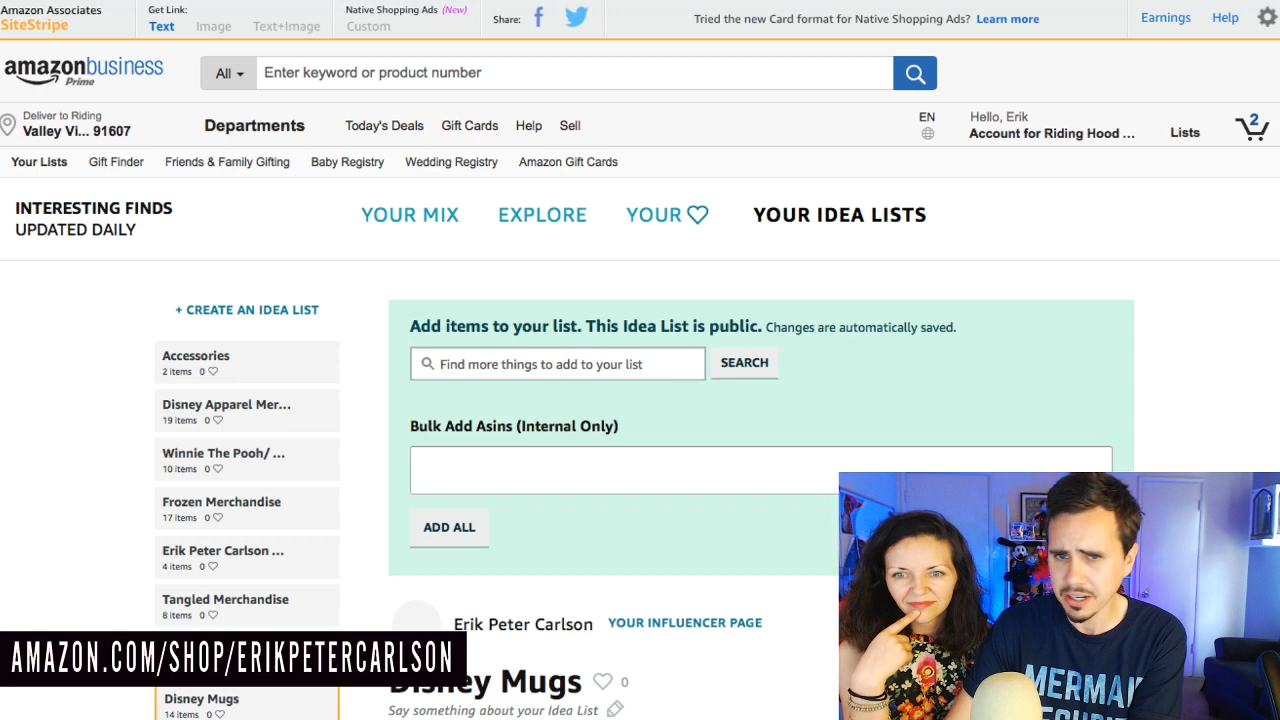 Amazon Associates
SiteStripe
Get Link:
Text Image Text+Image
Native Shopping Ads (New)
Custom
Share:
Tried the new Card format for Native Shopping Ads? Learn more
Earnings
Help
amazonbusiness
Prime
All
Enter keyword or product number
Deliver to Riding
Valley Vi... 91607
Departments
Today's Deals
Gift Cards
Help
Sell
EN
Hello, Erik
Account for Riding Hood ...
Lists
2
Your Lists
Gift Finder
Friends & Family Gifting
Baby Registry
Wedding Registry
Amazon Gift Cards
INTERESTING FINDS
UPDATED DAILY
YOUR MIX
EXPLORE
YOUR
YOUR IDEA LISTS
+ CREATE AN IDEA LIST
Accessories
2 items 0
Disney Apparel Mer...
19 items 0
Winnie The Pooh/ ...
10 items 0
Frozen Merchandise
17 items 0
Erik Peter Carlson ...
4 items 0
Tangled Merchandise
8 items 0
Disney Mugs
14 items 0
Add items to your list. This Idea List is public. Changes are automatically saved.
Find more things to add to your list
SEARCH
Bulk Add Asins (Internal Only)
ADD ALL
Erik Peter Carlson
YOUR INFLUENCER PAGE
Disney Mugs
0
Say something about your Idea List
AMAZON.COM/SHOP/ERIKPETERCARLSON